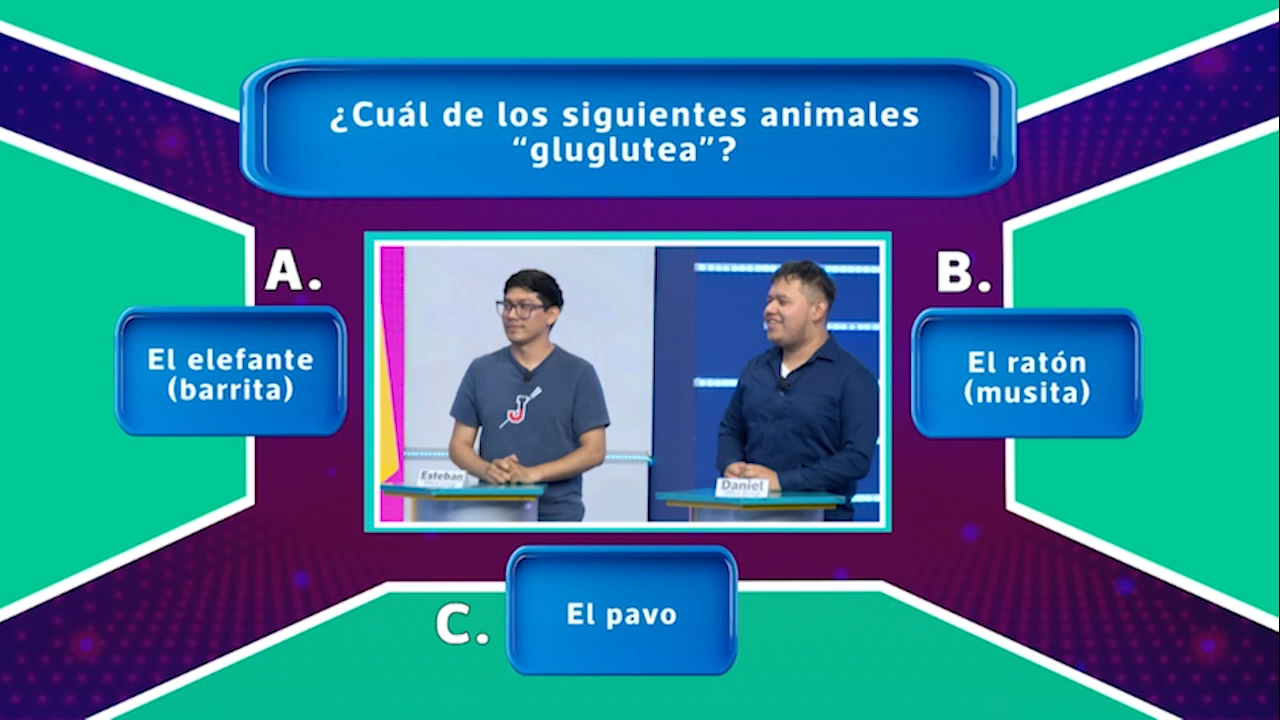 ¿Cuál de los siguientes animales
“gluglutea”?
A.
El elefante
(barrita)
B.
El ratón
(musita)
J
Esteban
Daniel
C.
El pavo